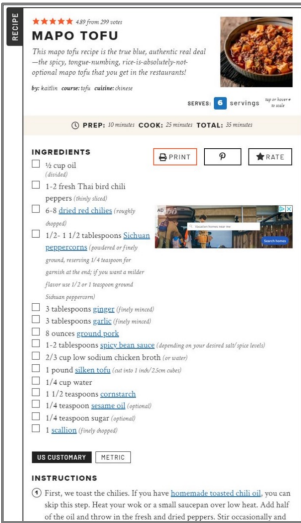 RECIPE
4.89 from 299 votes
MAPO TOFU
This mapo tofu recipe is the true blue, authentic real deal
—the spicy, tongue-numbing, rice-is-absolutely-not-
optional mapo tofu that you get in the restaurants!
by: kaitlin course: tofu cuisine: chinese
SERVES: 6 servings
PREP: 10 minutes COOK: 25 minutes TOTAL: 35 minutes
INGREDIENTS
PRINT
RATE
½ cup oil
(divided)
1-2 fresh Thai bird chili
peppers (thinly sliced)
6-8 dried red chilies (roughly
chopped)
1/2- 1 1/2 tablespoons Sichuan
peppercorns (powdered or finely
ground, reserving 1/4 teaspoon for
garnish at the end; if you want a milder
flavor use 1/2 or 1 teaspoon ground
Sichuan peppercorn)
3 tablespoons ginger (finely minced)
3 tablespoons garlic (finely minced)
8 ounces ground pork
1-2 tablespoons spicy bean sauce (depending on your desired salt/spice levels)
2/3 cup low sodium chicken broth (or water)
1 pound silken tofu (cut into 1 inch/2.5cm cubes)
1/4 cup water
1 1/2 teaspoons cornstarch
1/4 teaspoon sesame oil (optional)
1/4 teaspoon sugar (optional)
1 scallion (finely chopped)
US CUSTOMARY
METRIC
INSTRUCTIONS
1 First, we toast the chilies. If you have homemade toasted chili oil, you can
skip this step. Heat your wok or a small saucepan over low heat. Add half
of the oil and throw in the fresh and dried peppers. Stir occasionally and